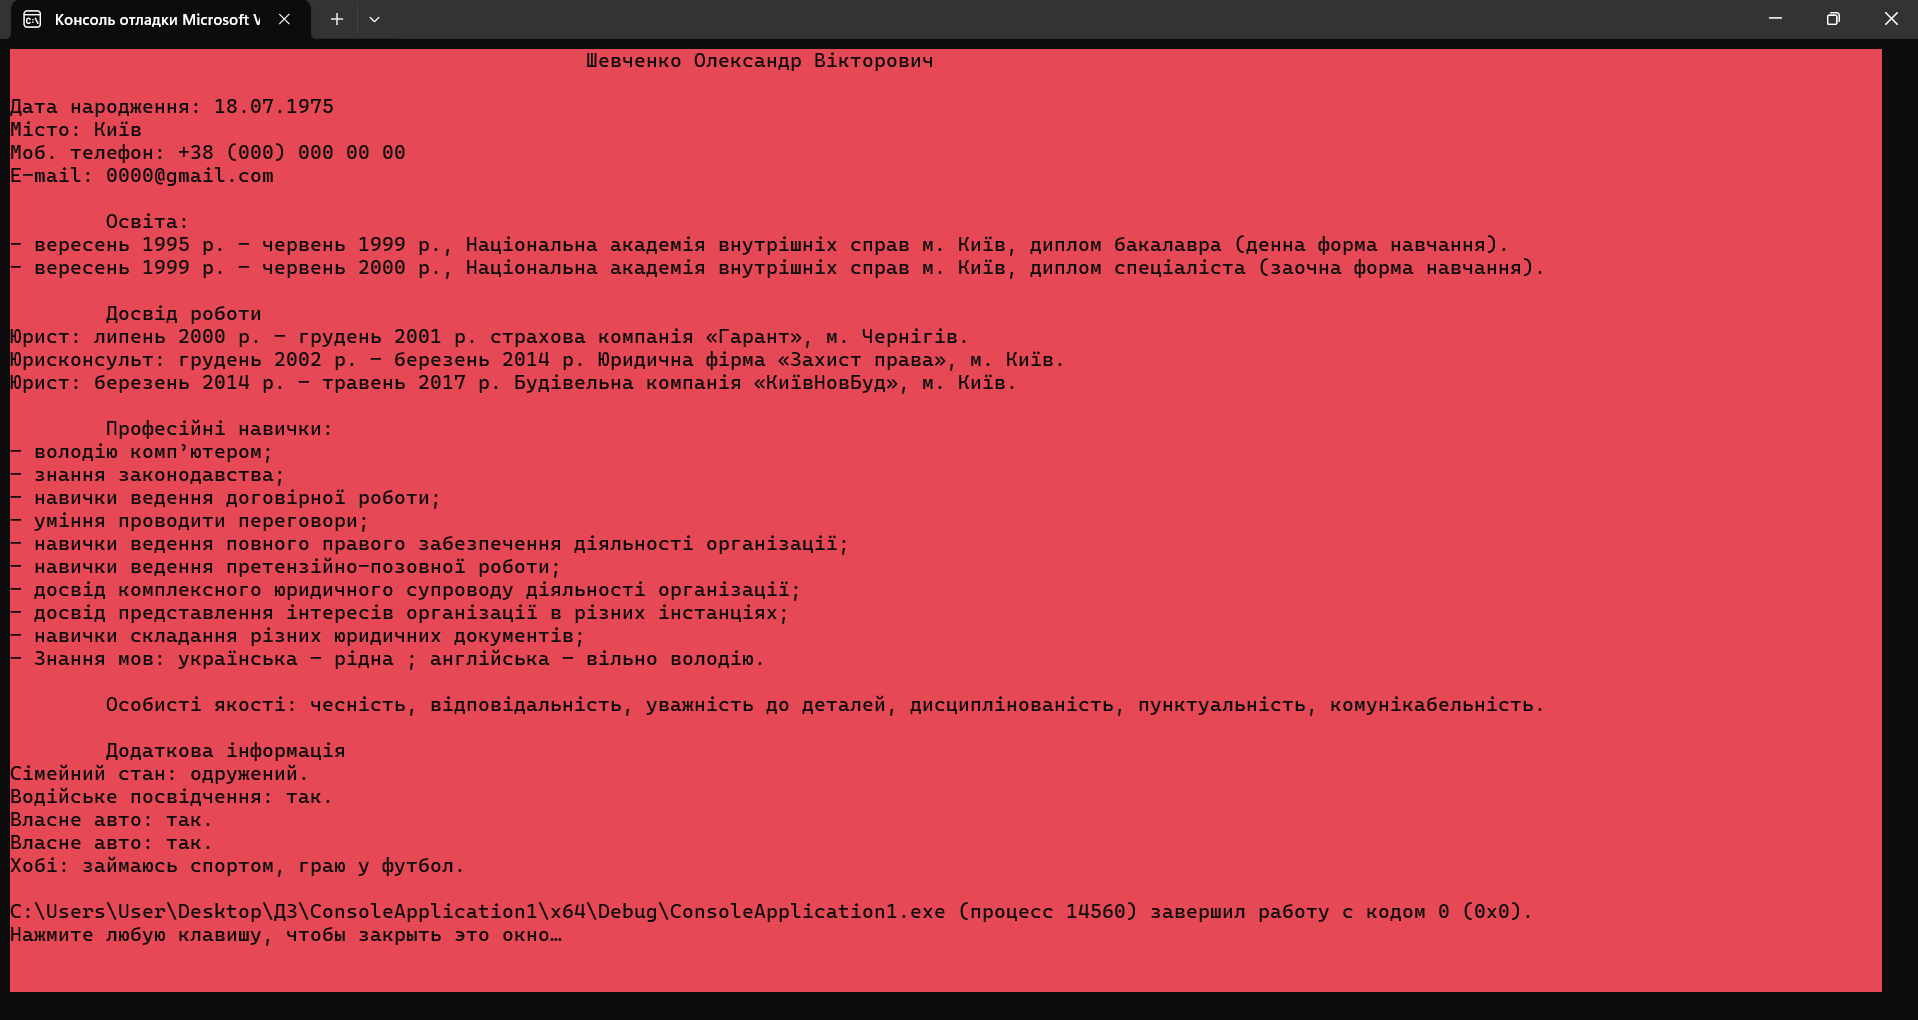 Консоль отладки Microsoft V
Шевченко Олександр Вікторович
Дата народження: 18.07.1975
Місто: Київ
Моб. телефон: +38 (000) 000 00 00
E-mail: 0000@gmail.com
Освіта:
- вересень 1995 р. - червень 1999 р., Національна академія внутрішніх справ м. Київ, диплом бакалавра (денна форма навчання).
- вересень 1999 р. - червень 2000 р., Національна академія внутрішніх справ м. Київ, диплом спеціаліста (заочна форма навчання).
Досвід роботи
Юрист: липень 2000 р. - грудень 2001 р. страхова компанія «Гарант», м. Чернігів.
Юрисконсульт: грудень 2002 р. - березень 2014 р. Юридична фірма «Захист права», м. Київ.
Юрист: березень 2014 р. - травень 2017 р. Будівельна компанія «КиївНовБуд», м. Київ.
Професійні навички:
- володію комп’ютером;
- знання законодавства;
- навички ведення договірної роботи;
- уміння проводити переговори;
- навички ведення повного правого забезпечення діяльності організації;
- навички ведення претензійно-позовної роботи;
- досвід комплексного юридичного супроводу діяльності організації;
- досвід представлення інтересів організації в різних інстанціях;
- навички складання різних юридичних документів;
- Знання мов: українська - рідна ; англійська - вільно володію.
Особисті якості: чесність, відповідальність, уважність до деталей, дисциплінованість, пунктуальність, комунікабельність.
Додаткова інформація
Сімейний стан: одружений.
Водійське посвідчення: так.
Власне авто: так.
Власне авто: так.
Хобі: займаюсь спортом, граю у футбол.
C:\Users\User\Desktop\ДЗ\ConsoleApplication1\x64\Debug\ConsoleApplication1.exe (процесс 14560) завершил работу с кодом 0 (0x0).
Нажмите любую клавишу, чтобы закрыть это окно…